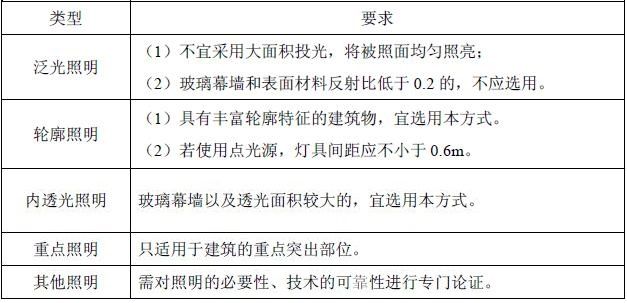 类型 要求
泛光照明
（1）不宜采用大面积投光，将被照面均匀照亮；
（2）玻璃幕墙和表面材料反射比低于 0.2 的，不应选用。
轮廓照明
（1）具有丰富轮廓特征的建筑物，宜选用本方式。
（2）若使用点光源，灯具间距应不小于 0.6m。
内透光照明 玻璃幕墙以及透光面积较大的，宜选用本方式。
重点照明 只适用于建筑的重点突出部位。
其他照明 需对照明的必要性、技术的可靠性进行专门论证。